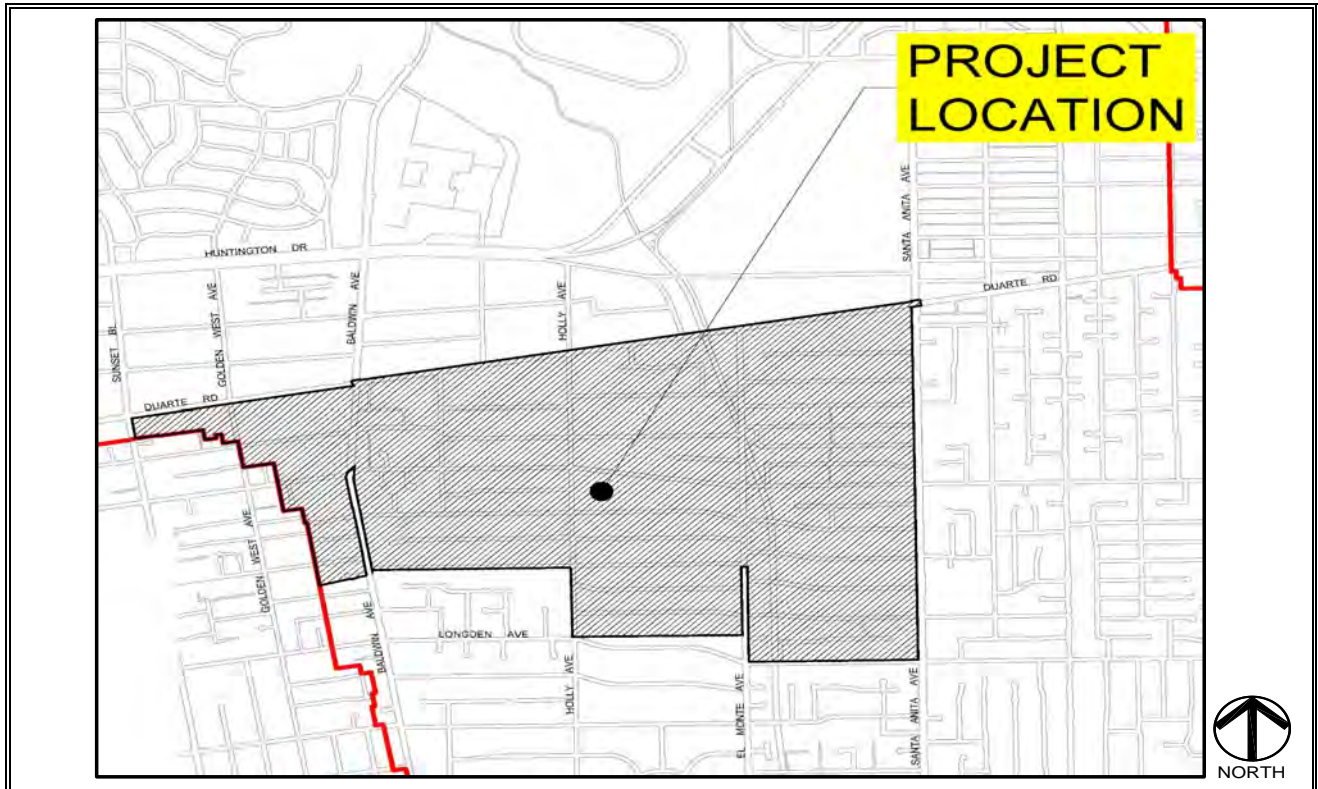 PROJECT
LOCATION
SANTA ANITA AVE
HUNTINGTON DR
DUARTE RD
BALDWIN AVE
HOLLY AVE
GOLDEN WEST AVE
SUNSET BL
DUARTE RD
GOLDEN WEST AVE
BALDWIN AVE
LONGDEN AVE
HOLLY AVE
EL MONTE AVE
SANTA ANITA AVE
NORTH